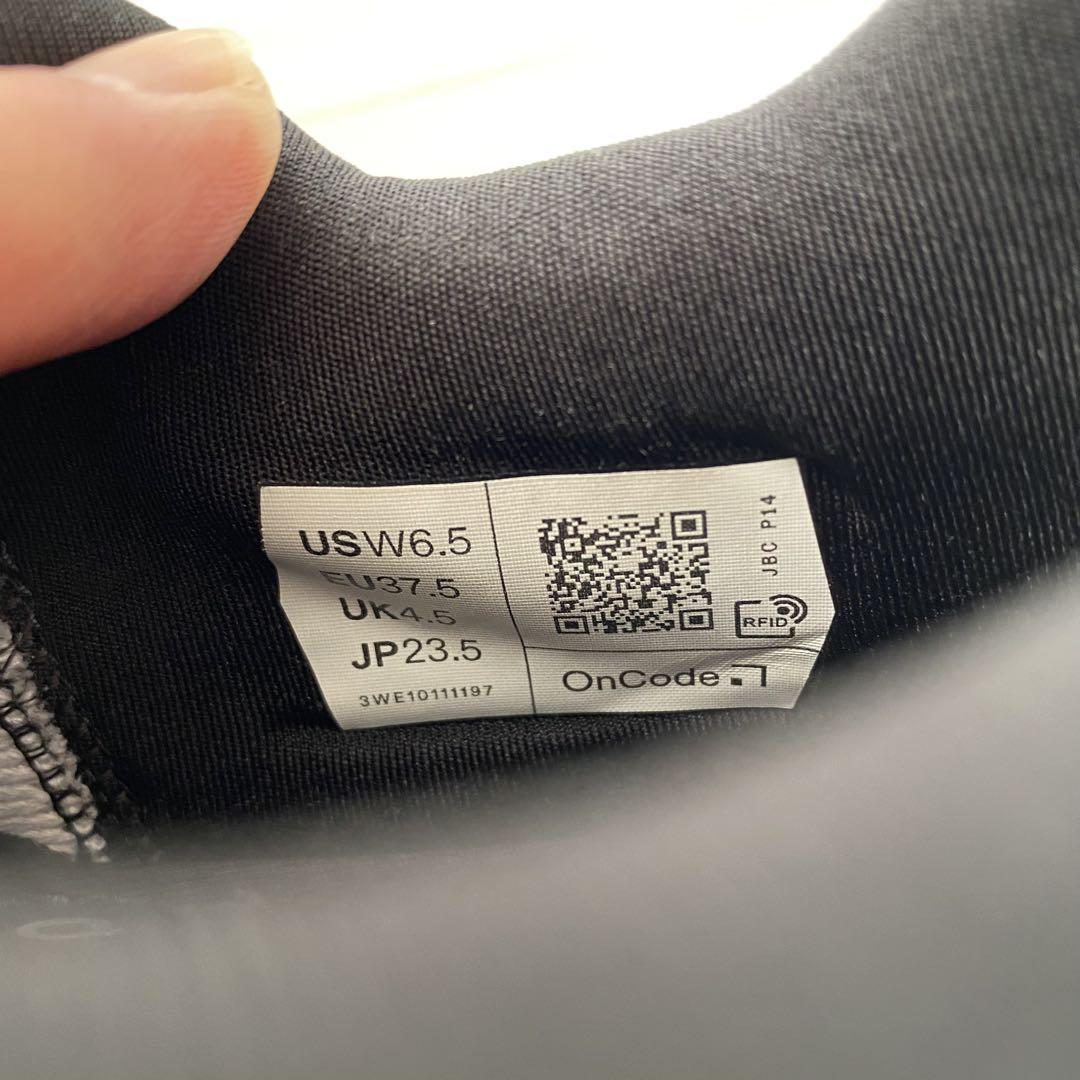 USW6.5
EU37.5
UK4.5
JP23.5
3WE10111197
JBC P14
RFID
OnCode